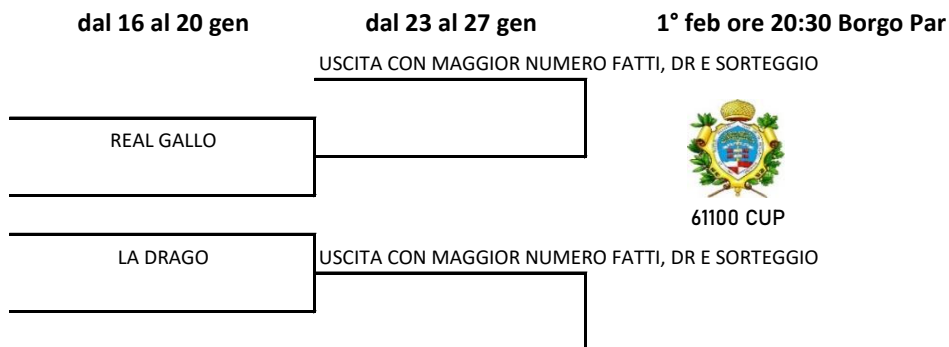 dal 16 al 20 gen dal 23 al 27 gen 1° feb ore 20:30 Borgo Par
USCITA CON MAGGIOR NUMERO FATTI, DR E SORTEGGIO
REAL GALLO
61100 CUP
LA DRAGO USCITA CON MAGGIOR NUMERO FATTI, DR E SORTEGGIO